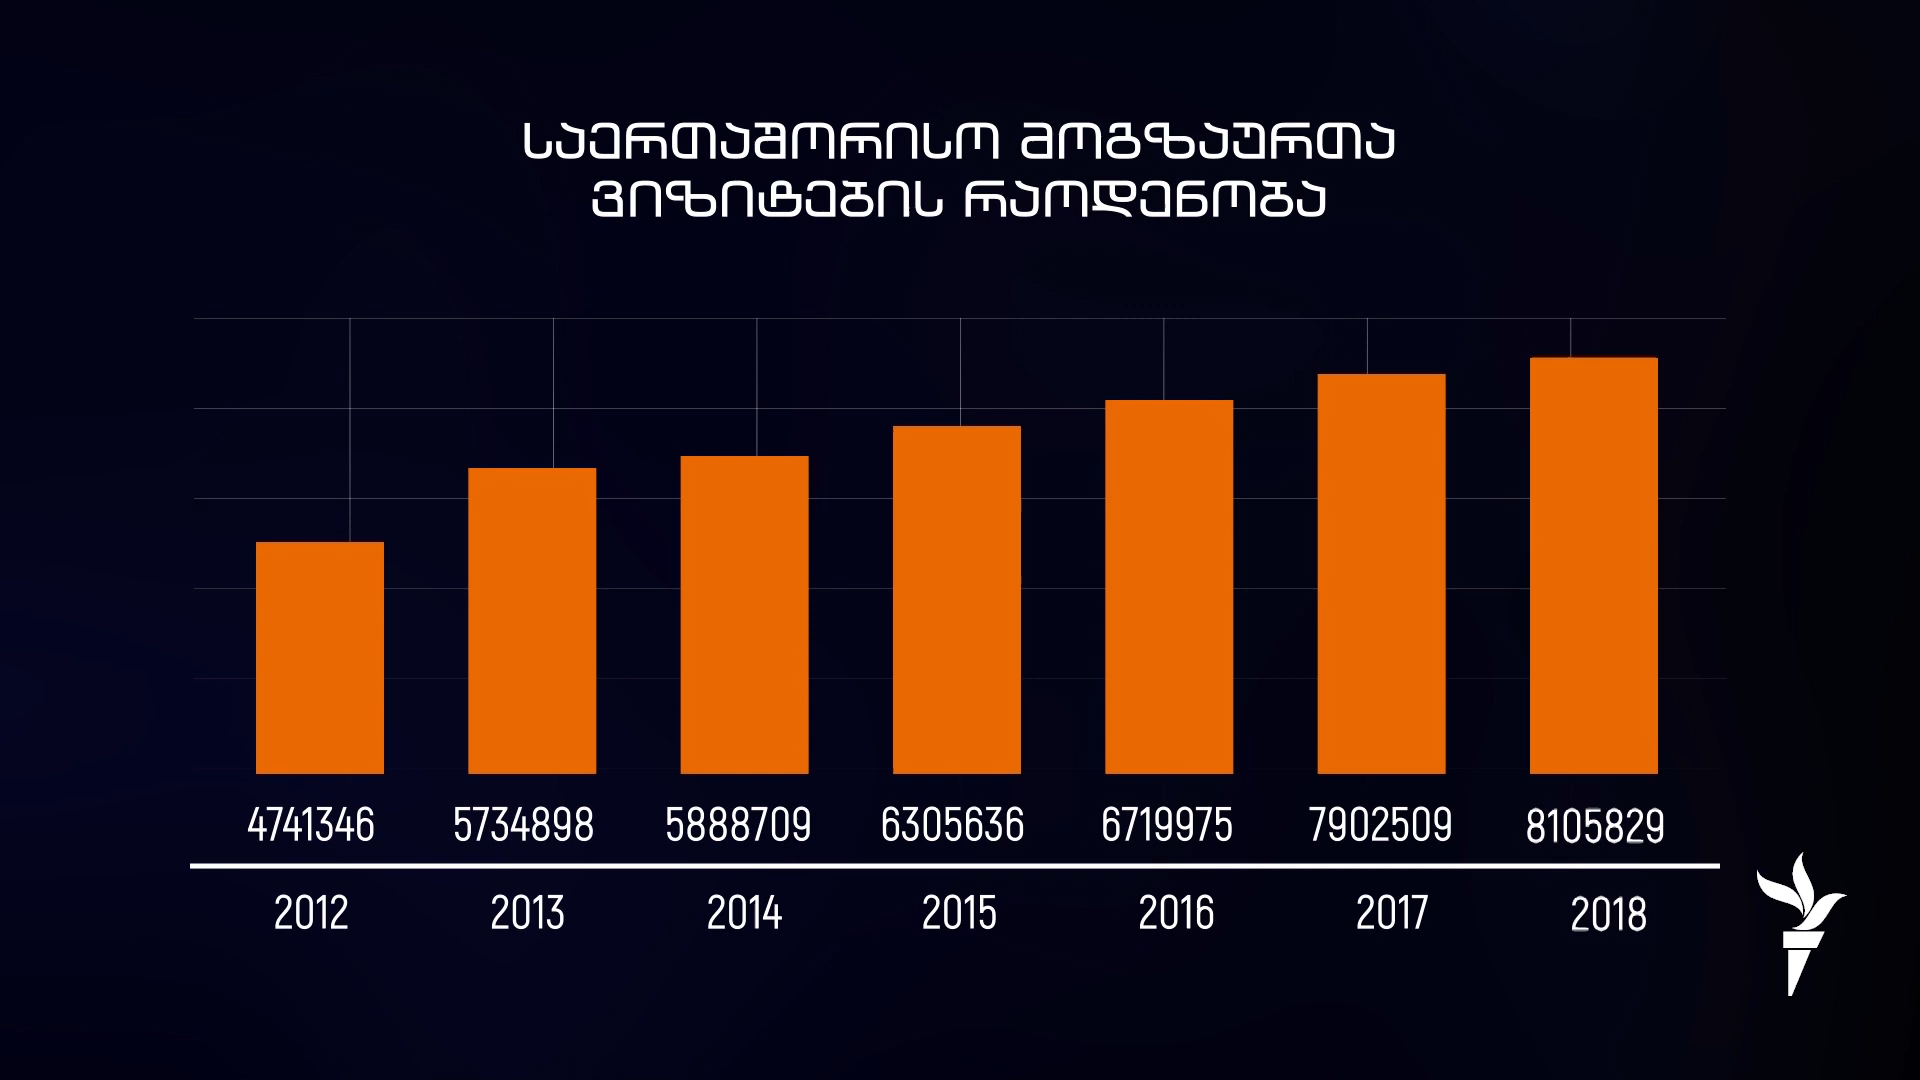 საერთაშორისო მოგზაურთა
ვიზიტების რაოდენობა
4741346 5734898 5888709 6305636 6719975 7902509 8105829
2012 2013 2014 2015 2016 2017 2018